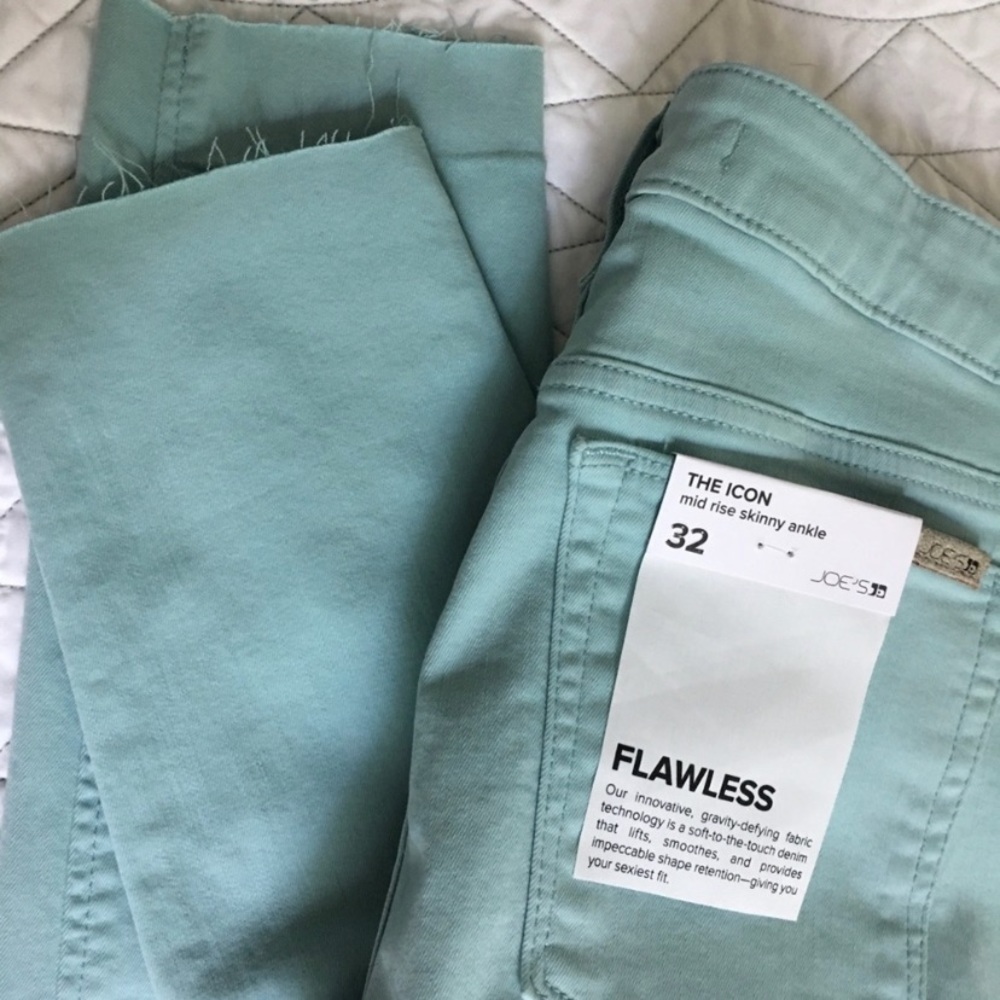 THE ICON
mid rise skinny ankle
32
JOE'S
JOE'S
FLAWLESS
Our innovative, gravity-defying fabric
technology is a soft-to-the-touch denim
that lifts, smoothes, and provides
impeccable shape retention—giving you
your sexiest fit.